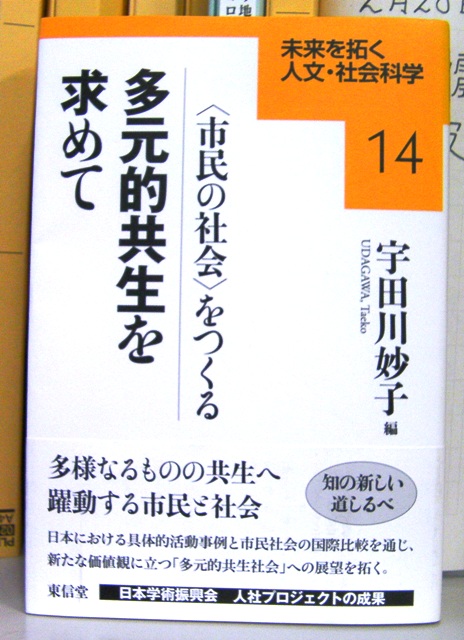 未来を拓く
人文・社会科学
14
多元的共生を
求めて
〈市民の社会〉をつくる
宇田川妙子 編
UDAGAWA, Taeko
多様なるものの共生へ
躍動する市民と社会
知の新しい
道しるべ
日本における具体的活動事例と市民社会の国際比較を通じ、
新たな価値観に立つ「多元的共生社会」への展望を拓く。
東信堂
日本学術振興会 人社プロジェクトの成果